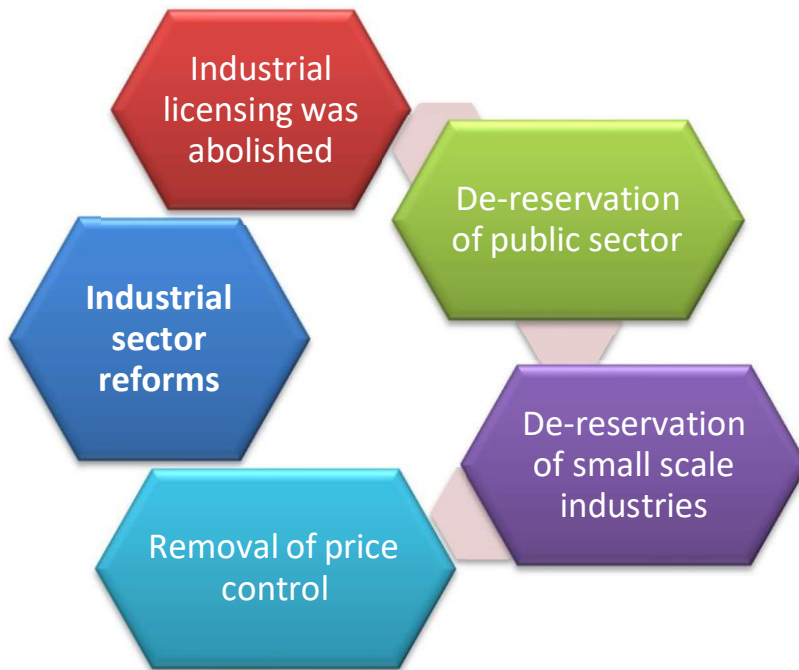 Industrial
licensing was
abolished
De-reservation
of public sector
Industrial
sector
reforms
De-reservation
of small scale
industries
Removal of price
control